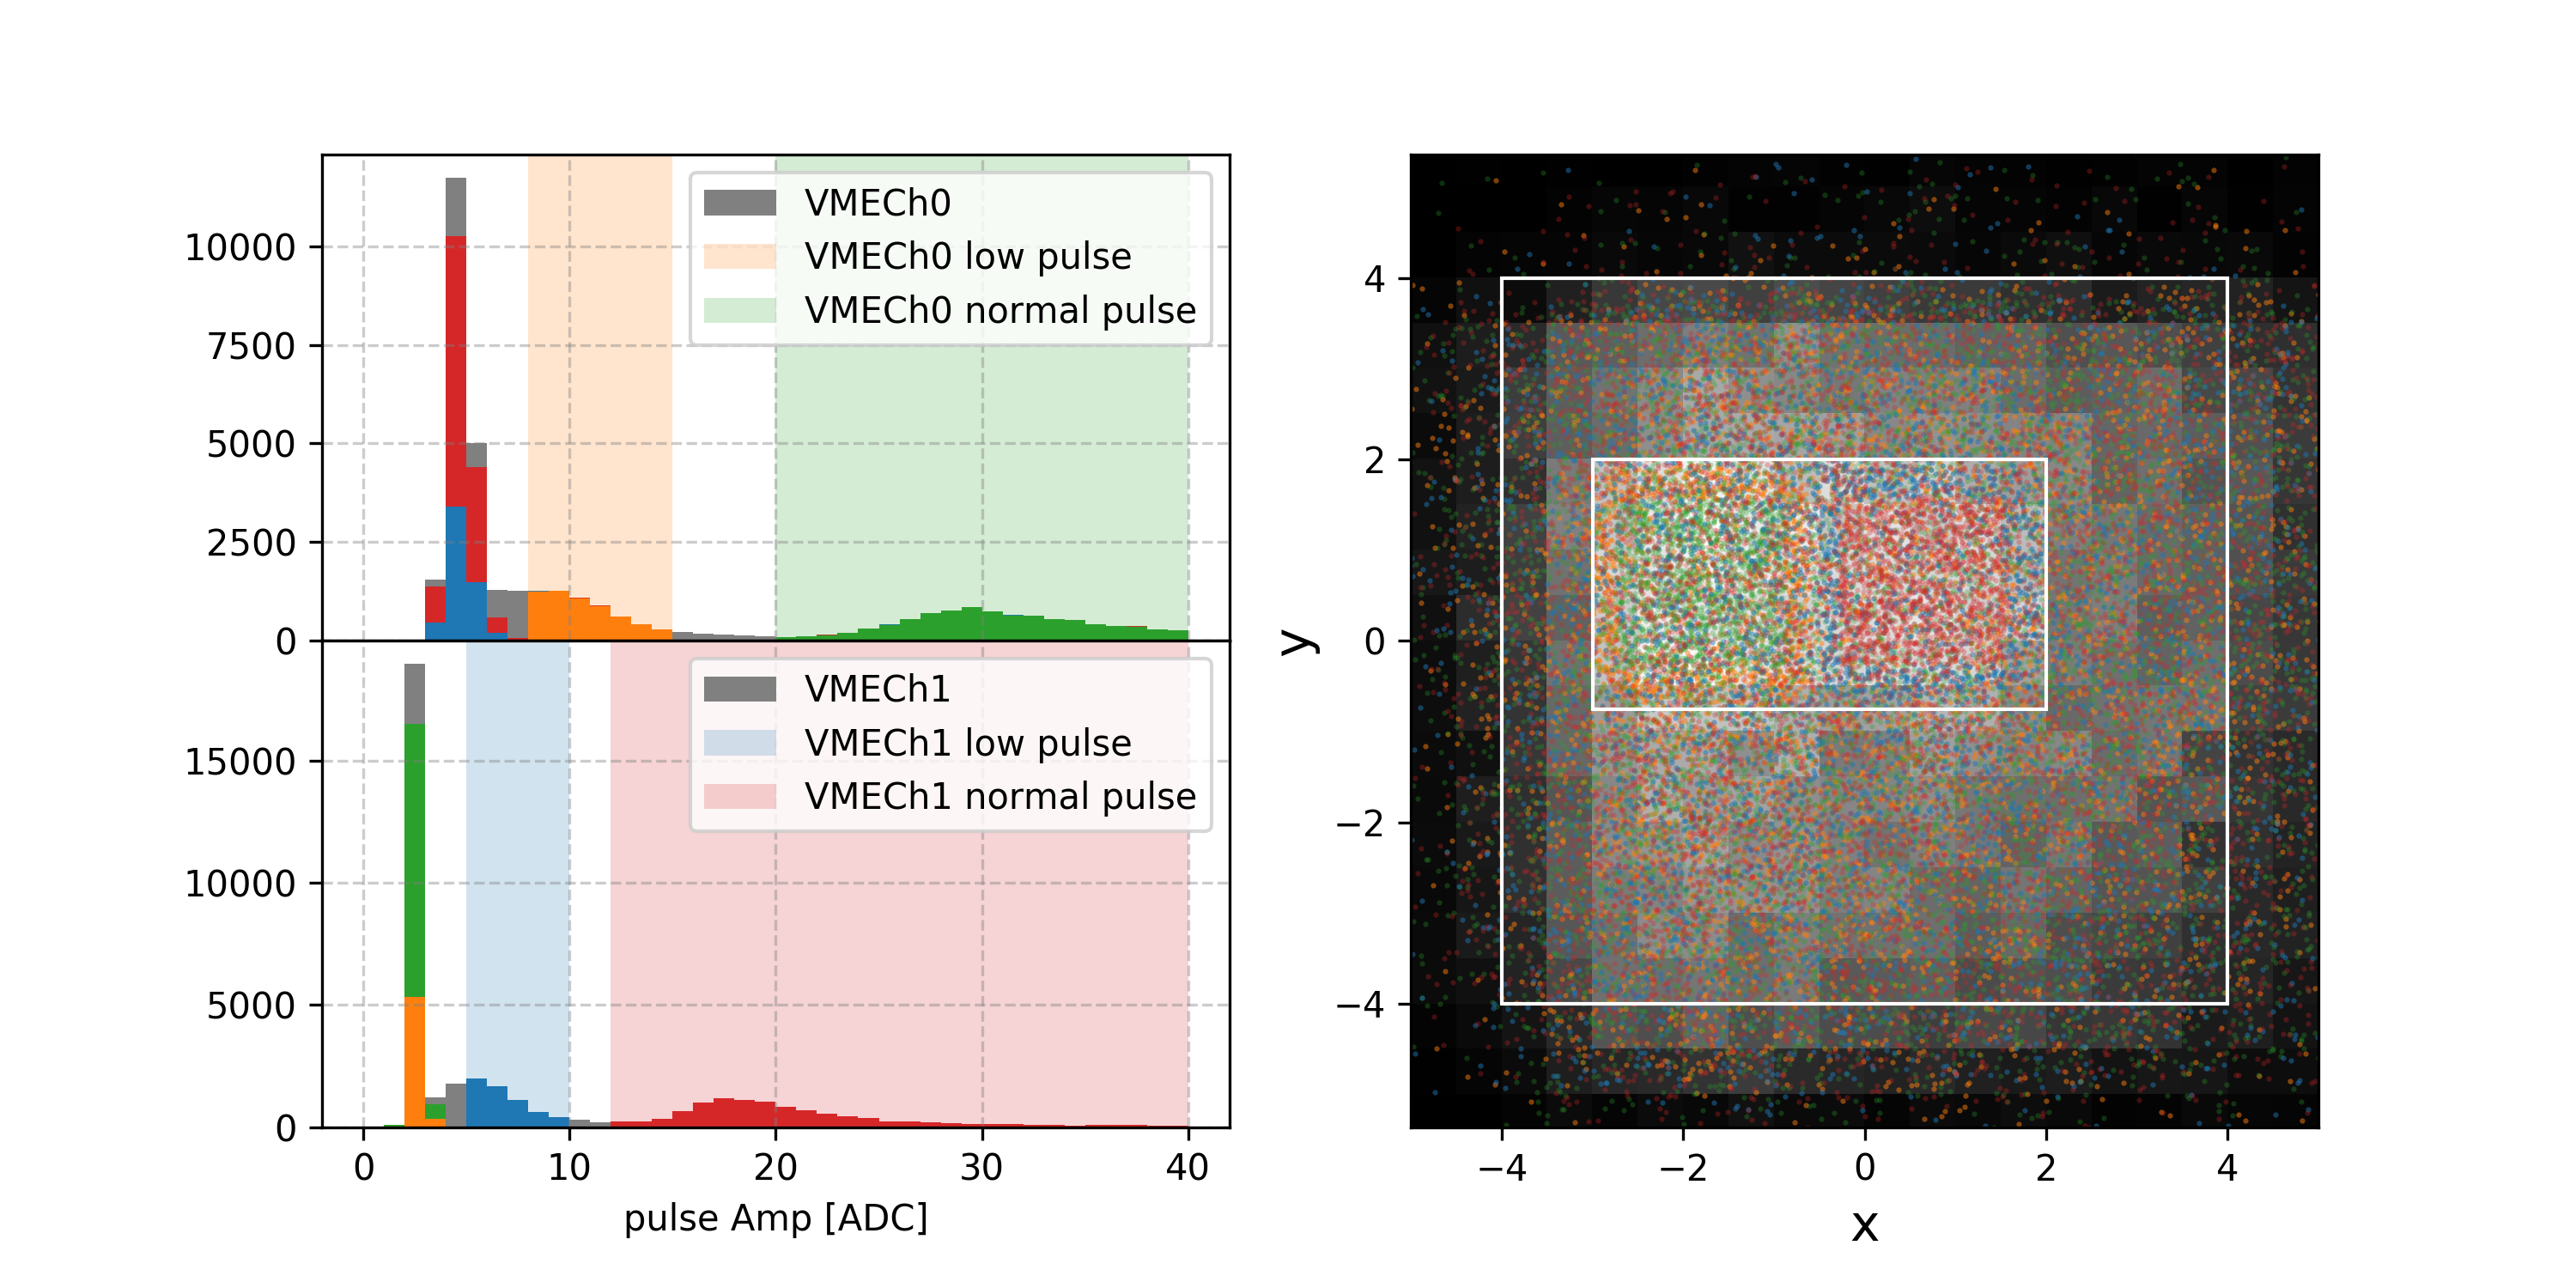 10000
7500
5000
2500
0
VMECh0
VMECh0 low pulse
VMECh0 normal pulse
15000
10000
5000
0
VMECh1
VMECh1 low pulse
VMECh1 normal pulse
0 10 20 30 40
pulse Amp [ADC]
y
4
2
0
−2
−4
−4 −2 0 2 4
x